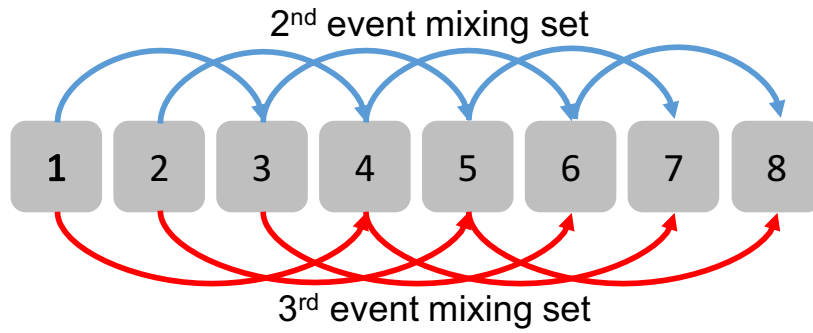 2nd event mixing set
1 2 3 4 5 6 7 8
3rd event mixing set